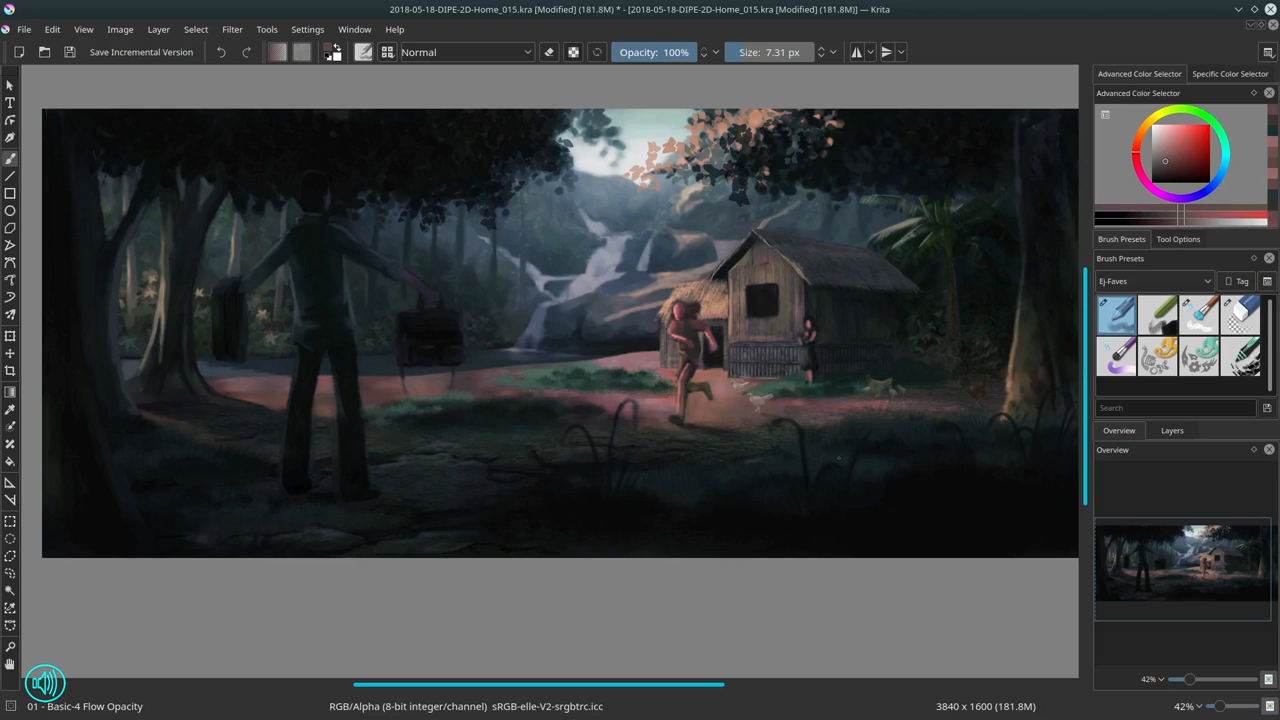 2018-05-18-DIPE-2D-Home_015.kra [Modified] (181.8M) * - [2018-05-18-DIPE-2D-Home_015.kra [Modified] (181.8M)] — Krita
File Edit View Image Layer Select Filter Tools Settings Window Help
Save Incremental Version Normal Opacity: 100% Size: 7.31 px
Advanced Color Selector Specific Color Selector
Advanced Color Selector
Brush Presets Tool Options
Brush Presets
Ej-Faves Tag
Search
Overview Layers
Overview
42%
01 - Basic-4 Flow Opacity RGB/Alpha (8-bit integer/channel) sRGB-elle-V2-srgbtrc.icc 3840 x 1600 (181.8M) 42%